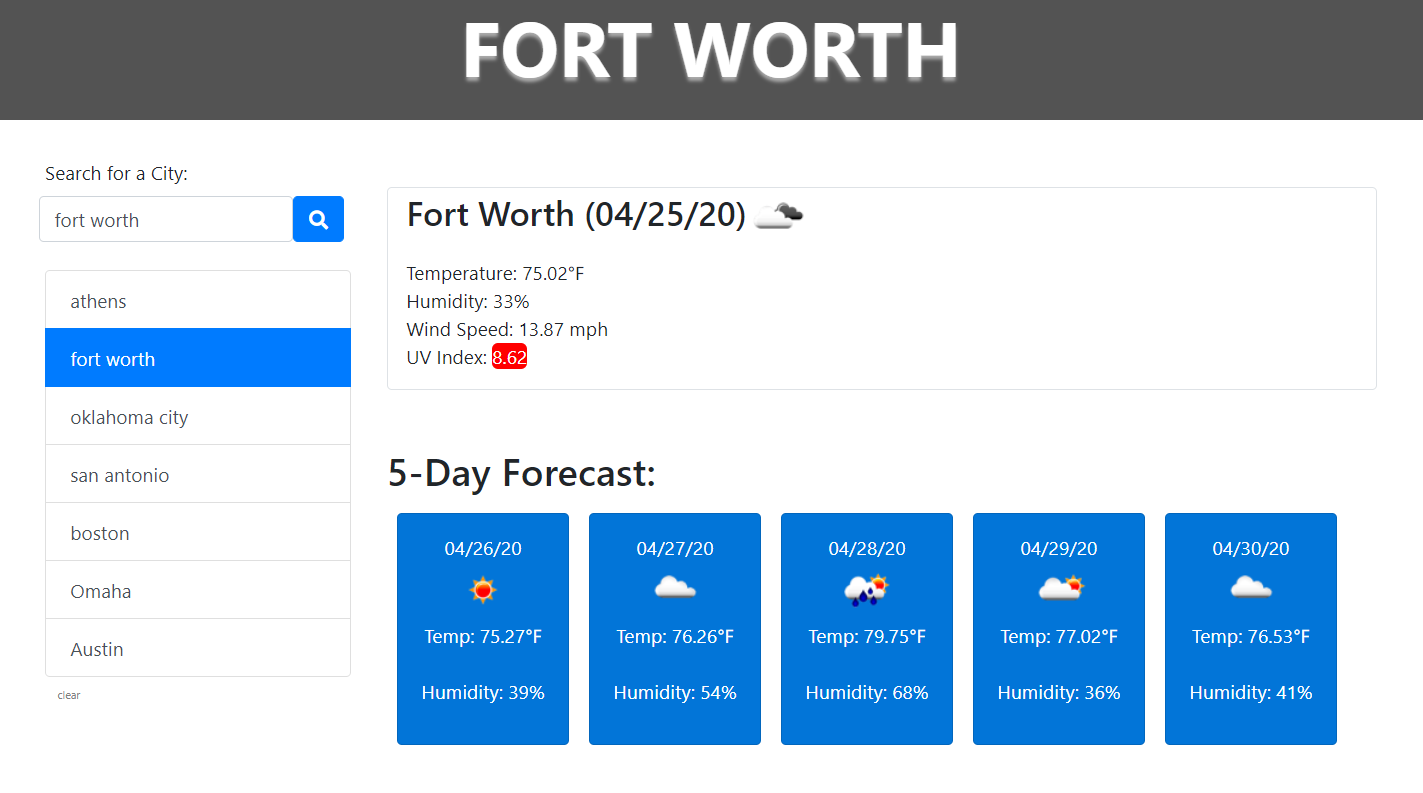 FORT WORTH
Search for a City:
fort worth
athens
fort worth
oklahoma city
san antonio
boston
Omaha
Austin
clear
Fort Worth (04/25/20)
Temperature: 75.02°F
Humidity: 33%
Wind Speed: 13.87 mph
UV Index: 8.62
5-Day Forecast:
04/26/20
Temp: 75.27°F
Humidity: 39%
04/27/20
Temp: 76.26°F
Humidity: 54%
04/28/20
Temp: 79.75°F
Humidity: 68%
04/29/20
Temp: 77.02°F
Humidity: 36%
04/30/20
Temp: 76.53°F
Humidity: 41%